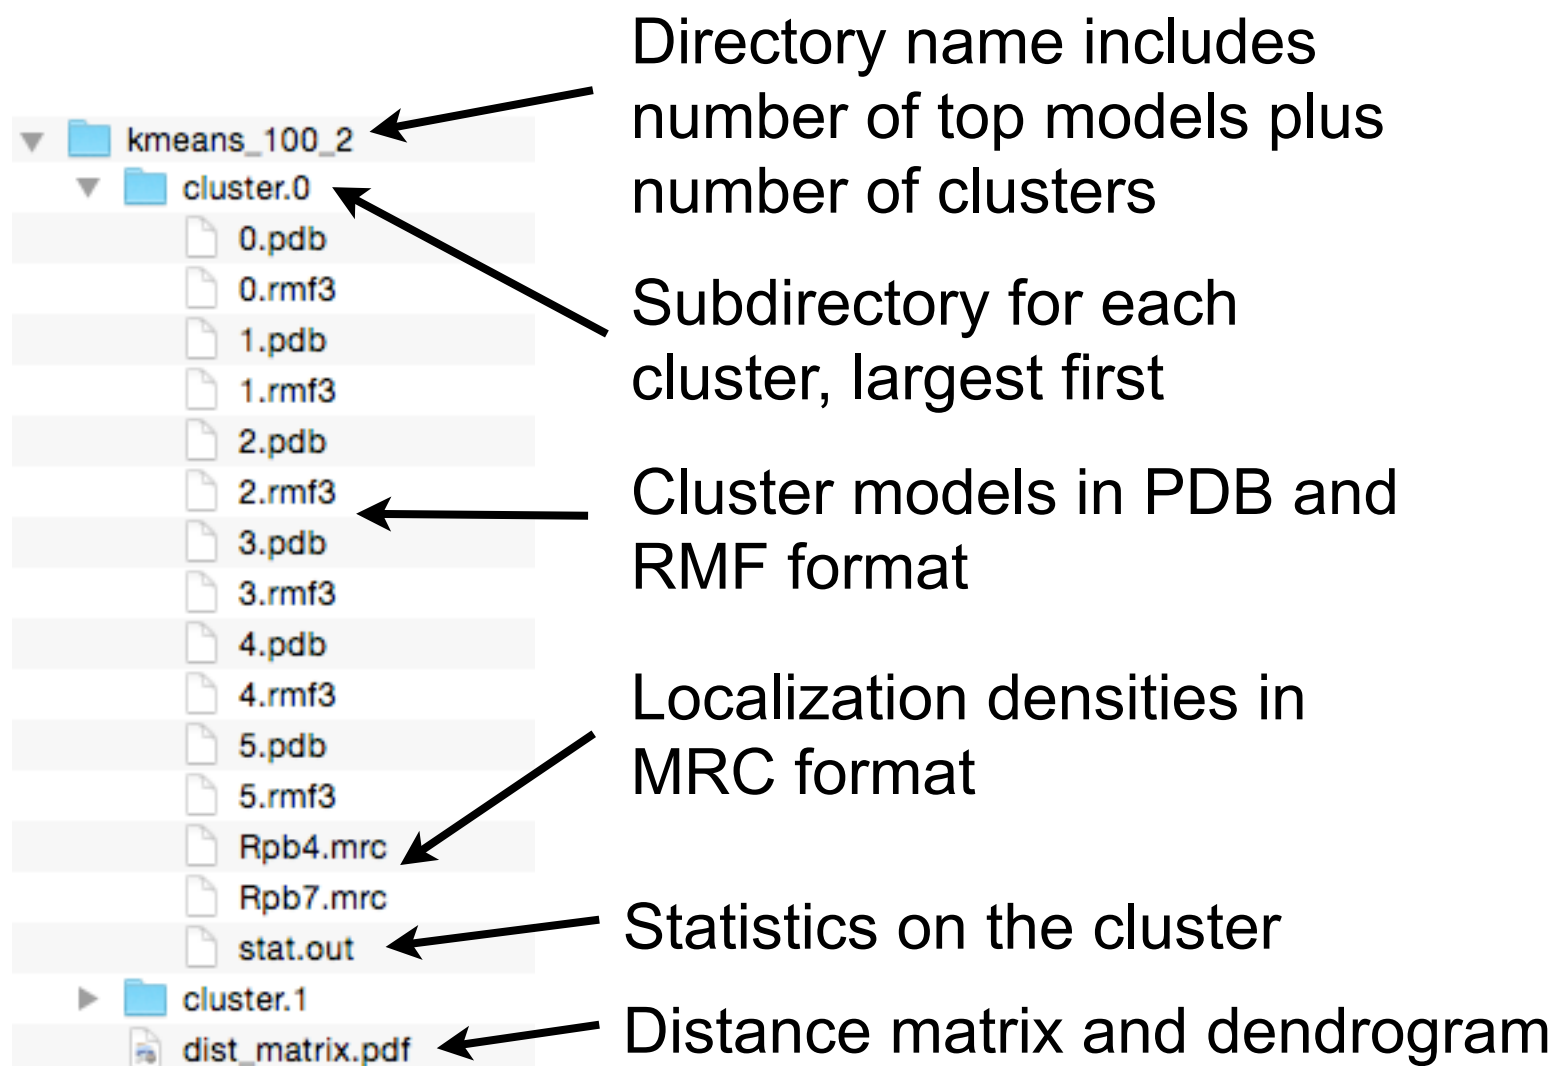 Directory name includes
number of top models plus
number of clusters
kmeans_100_2
cluster.0
0.pdb
0.rmf3
1.pdb
1.rmf3
2.pdb
2.rmf3
3.pdb
3.rmf3
4.pdb
4.rmf3
5.pdb
5.rmf3
Rpb4.mrc
Rpb7.mrc
stat.out
cluster.1
dist_matrix.pdf
Subdirectory for each
cluster, largest first
Cluster models in PDB and
RMF format
Localization densities in
MRC format
Statistics on the cluster
Distance matrix and dendrogram